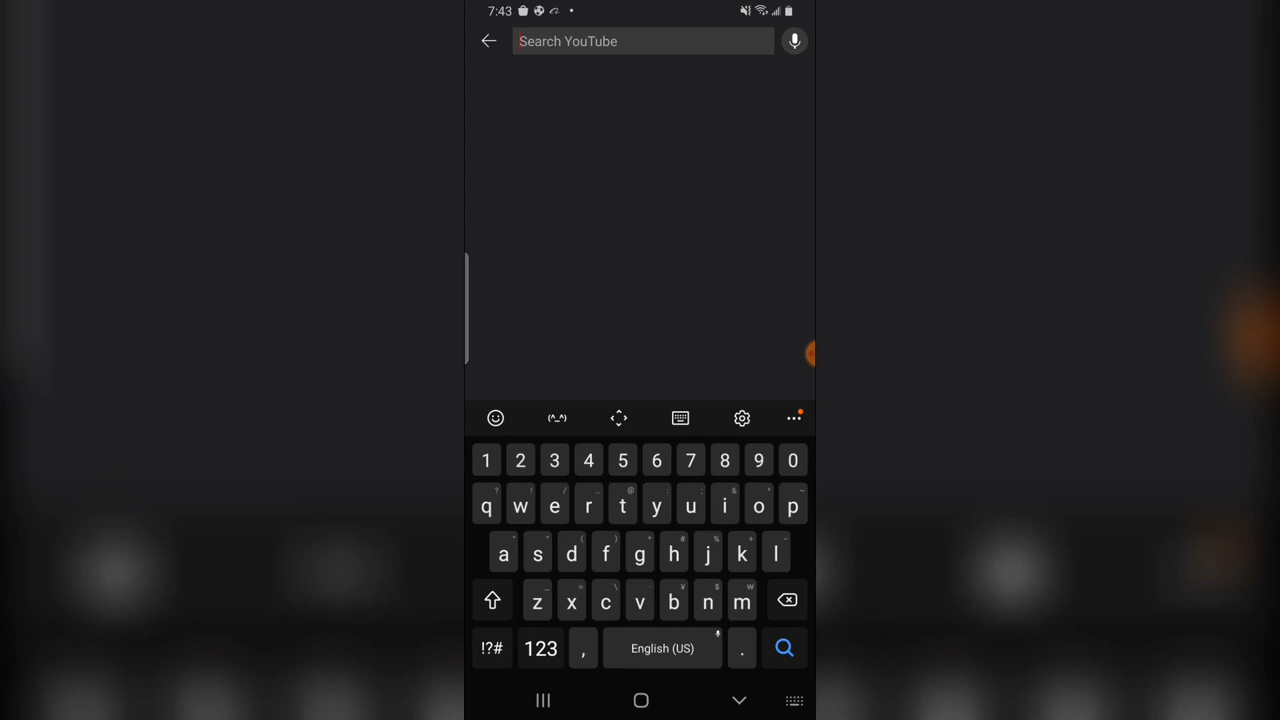 7:43
Search YouTube
(^_^)
1 2 3 4 5 6 7 8 9 0
q w e r t y u i o p
a s d f g h j k l
z x c v b n m
!?# 123 , English (US) .